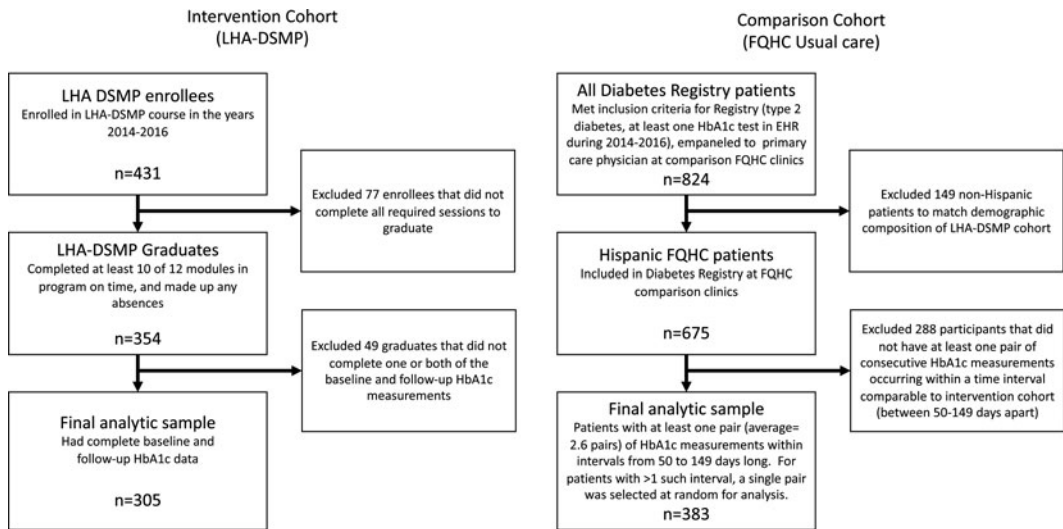 Intervention Cohort
(LHA-DSMP)
LHA DSMP enrollees
Enrolled in LHA-DSMP course in the years
2014-2016
n=431
Excluded 77 enrollees that did not
complete all required sessions to
graduate
LHA-DSMP Graduates
Completed at least 10 of 12 modules in
program on time, and made up any
absences
n=354
Excluded 49 graduates that did not
complete one or both of the
baseline and follow-up HbA1c
measurements
Final analytic sample
Had complete baseline and
follow-up HbA1c data
n=305
Comparison Cohort
(FQHC Usual care)
All Diabetes Registry patients
Met inclusion criteria for Registry (type 2
diabetes, at least one HbA1c test in EHR
during 2014-2016), empaneled to primary
care physician at comparison FQHC clinics
n=824
Excluded 149 non-Hispanic
patients to match demographic
composition of LHA-DSMP cohort
Hispanic FQHC patients
Included in Diabetes Registry at FQHC
comparison clinics
n=675
Excluded 288 participants that did
not have at least one pair of
consecutive HbA1c measurements
occurring within a time interval
comparable to intervention cohort
(between 50-149 days apart)
Final analytic sample
Patients with at least one pair (average=
2.6 pairs) of HbA1c measurements within
intervals from 50 to 149 days long. For
patients with >1 such interval, a single pair
was selected at random for analysis.
n=383